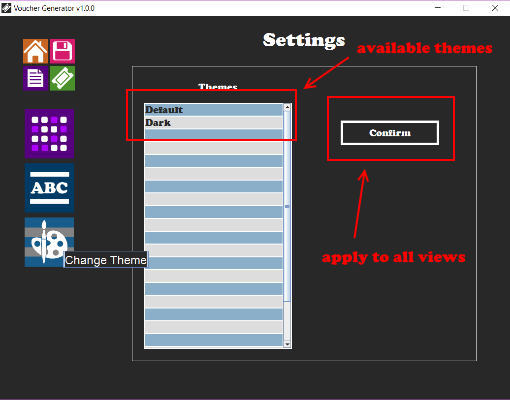 Voucher Generator v1.0.0
Settings
available themes
Themes
Default
Dark
Confirm
ABC
apply to all views
Change Theme